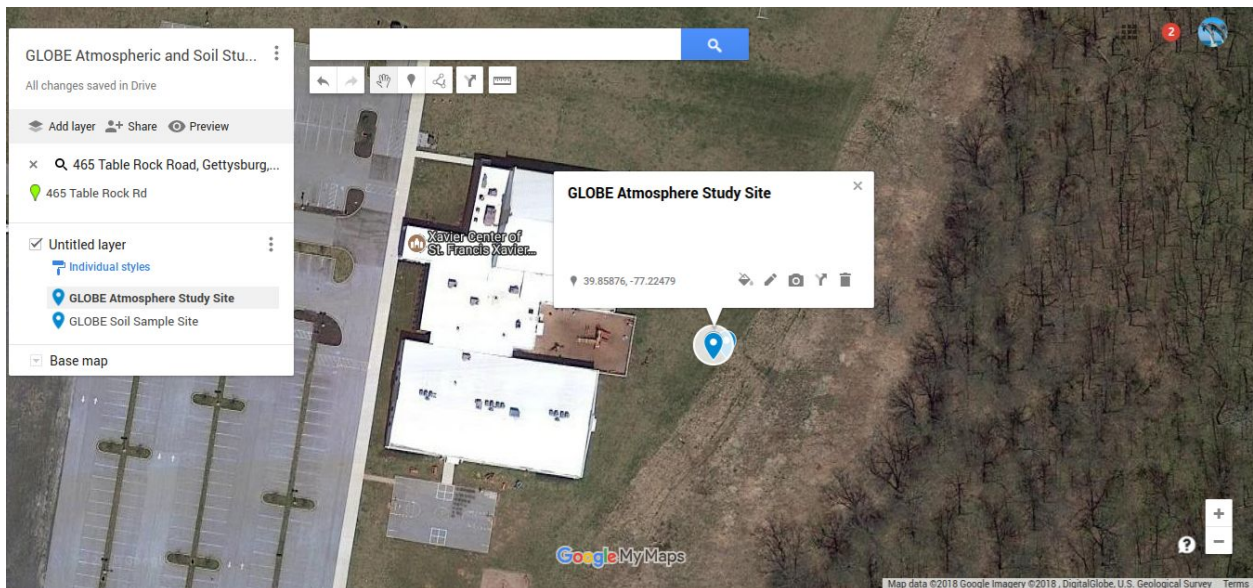 GLOBE Atmospheric and Soil Stu...
All changes saved in Drive
Add layer
Share
Preview
465 Table Rock Road, Gettysburg,...
465 Table Rock Rd
Untitled layer
Individual styles
GLOBE Atmosphere Study Site
GLOBE Soil Sample Site
Base map
2
GLOBE Atmosphere Study Site
39.85876, -77.22479
Xavier Center of
St. Francis Xavier...
Google My Maps
Map data ©2018 Google Imagery ©2018 , DigitalGlobe, U.S. Geological Survey Terms